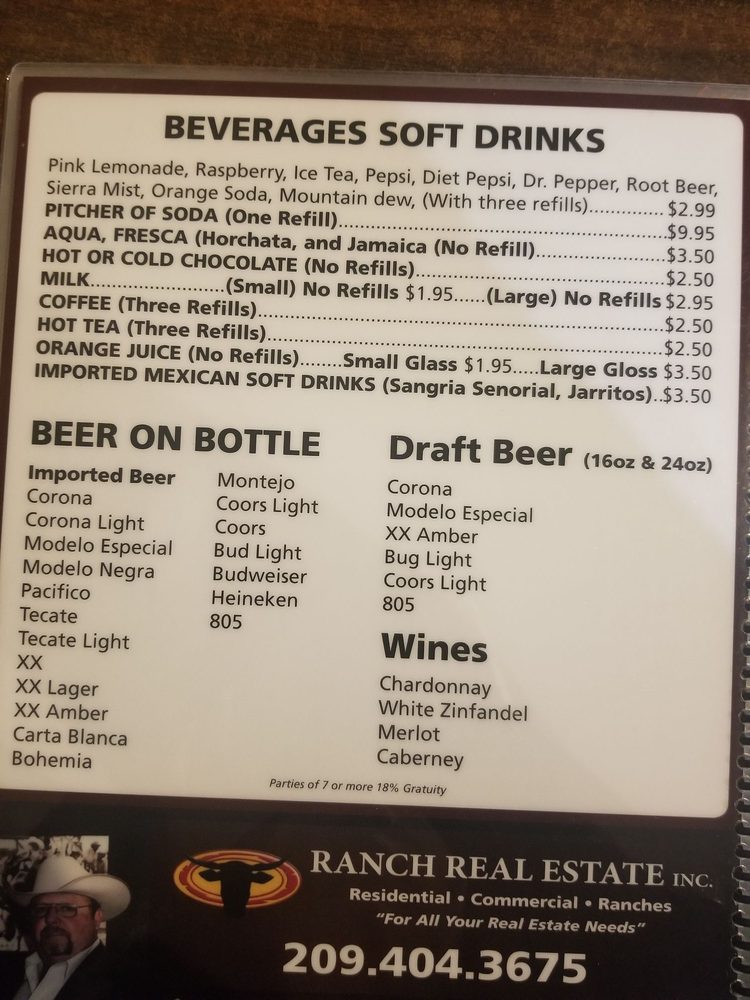 BEVERAGES SOFT DRINKS
Pink Lemonade, Raspberry, Ice Tea, Pepsi, Diet Pepsi, Dr. Pepper, Root Beer,
Sierra Mist, Orange Soda, Mountain dew, (With three refills)............ $2.99
PITCHER OF SODA (One Refill)..........................................................$9.95
AQUA, FRESCA (Horchata, and Jamaica (No Refill).......................$3.50
HOT OR COLD CHOCOLATE (No Refills)............................................$2.50
MILK.......................(Small) No Refills $1.95......(Large) No Refills $2.95
COFFEE (Three Refills)......................................................................$2.50
HOT TEA (Three Refills).....................................................................$2.50
ORANGE JUICE (No Refills)........Small Glass $1.95.....Large Gloss $3.50
IMPORTED MEXICAN SOFT DRINKS (Sangria Senorial, Jarritos)..$3.50
BEER ON BOTTLE
Imported Beer
Corona
Corona Light
Modelo Especial
Modelo Negra
Pacifico
Tecate
Tecate Light
XX
XX Lager
XX Amber
Carta Blanca
Bohemia
Montejo
Coors Light
Coors
Bud Light
Budweiser
Heineken
805
Draft Beer (16oz & 24oz)
Corona
Modelo Especial
XX Amber
Bug Light
Coors Light
805
Wines
Chardonnay
White Zinfandel
Merlot
Caberney
Parties of 7 or more 18% Gratuity
RANCH REAL ESTATE INC.
Residential • Commercial • Ranches
"For All Your Real Estate Needs"
209.404.3675